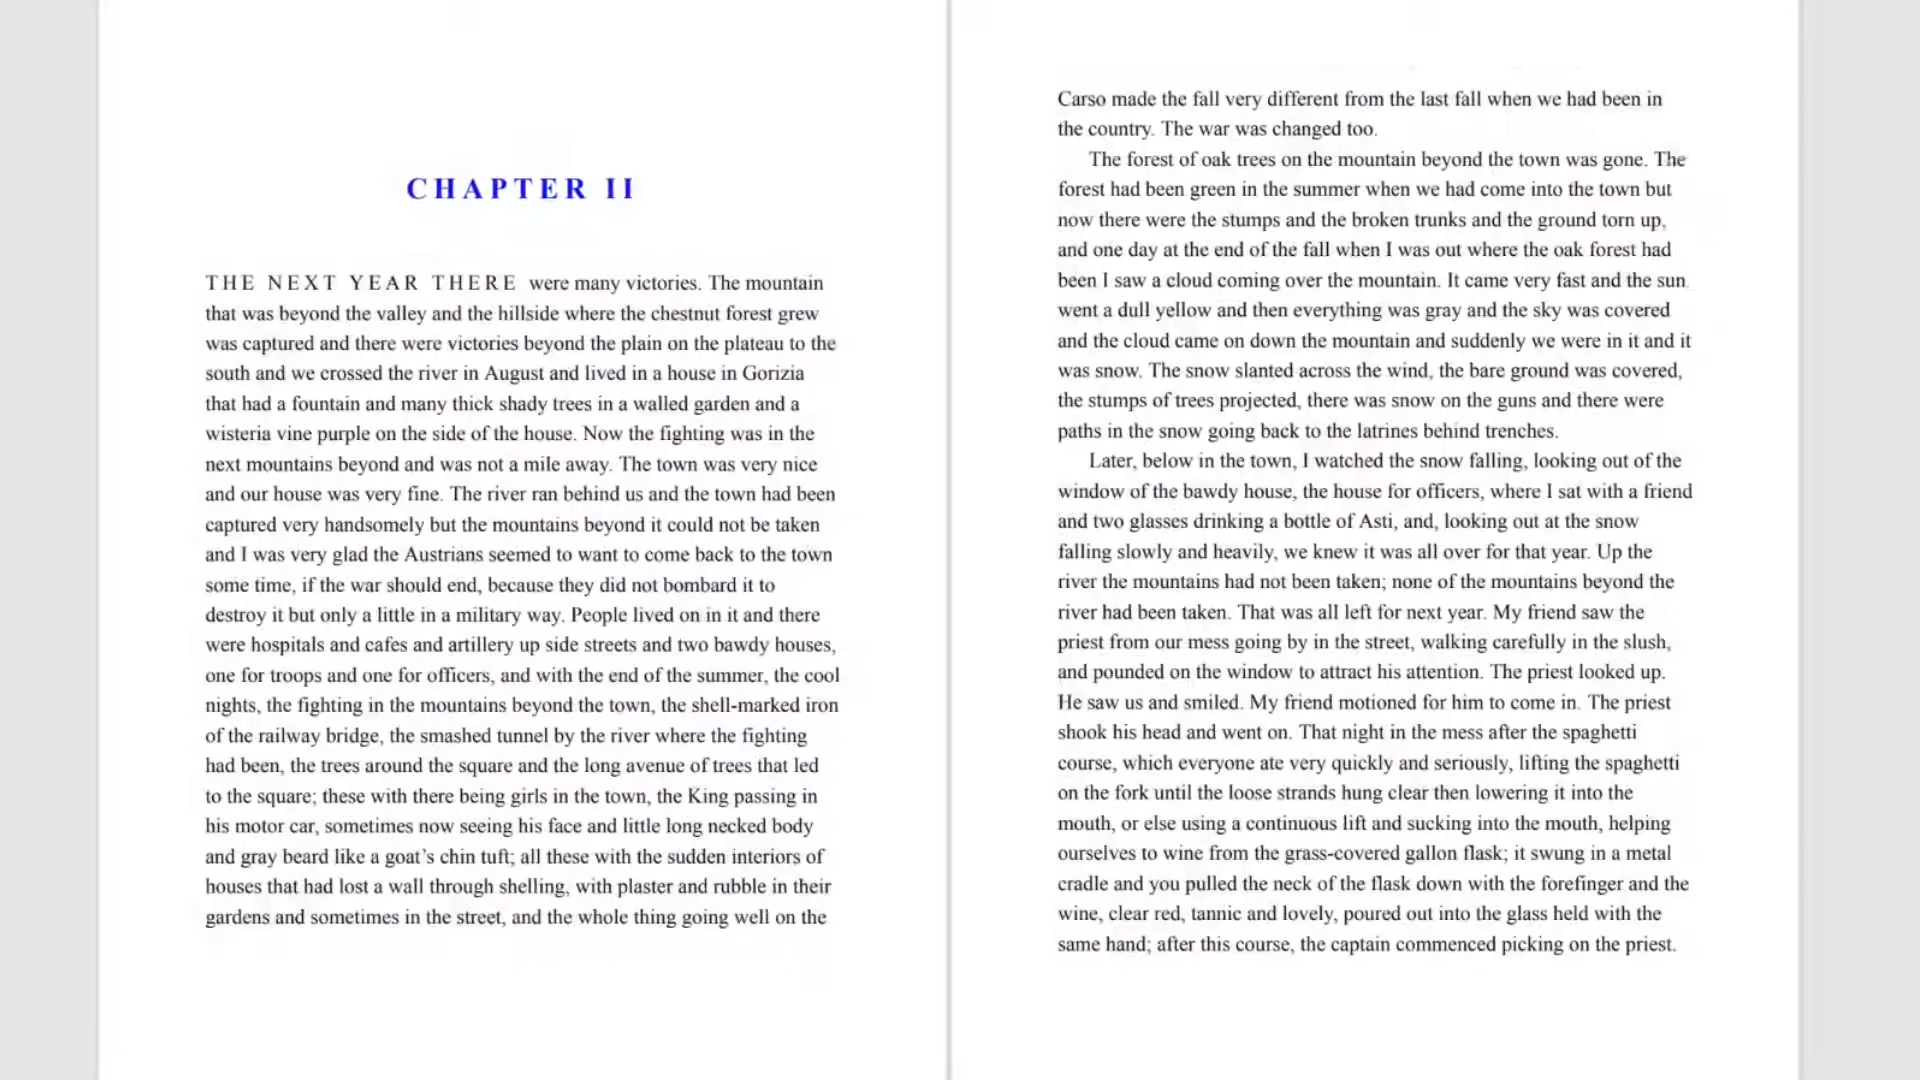 CHAPTER II
THE NEXT YEAR THERE were many victories. The mountain
that was beyond the valley and the hillside where the chestnut forest grew
was captured and there were victories beyond the plain on the plateau to the
south and we crossed the river in August and lived in a house in Gorizia
that had a fountain and many thick shady trees in a walled garden and a
wisteria vine purple on the side of the house. Now the fighting was in the
next mountains beyond and was not a mile away. The town was very nice
and our house was very fine. The river ran behind us and the town had been
captured very handsomely but the mountains beyond it could not be taken
and I was very glad the Austrians seemed to want to come back to the town
some time, if the war should end, because they did not bombard it to
destroy it but only a little in a military way. People lived on in it and there
were hospitals and cafes and artillery up side streets and two bawdy houses,
one for troops and one for officers, and with the end of the summer, the cool
nights, the fighting in the mountains beyond the town, the shell-marked iron
of the railway bridge, the smashed tunnel by the river where the fighting
had been, the trees around the square and the long avenue of trees that led
to the square; these with there being girls in the town, the King passing in
his motor car, sometimes now seeing his face and little long necked body
and gray beard like a goat’s chin tuft; all these with the sudden interiors of
houses that had lost a wall through shelling, with plaster and rubble in their
gardens and sometimes in the street, and the whole thing going well on the
Carso made the fall very different from the last fall when we had been in
the country. The war was changed too.
The forest of oak trees on the mountain beyond the town was gone. The
forest had been green in the summer when we had come into the town but
now there were the stumps and the broken trunks and the ground torn up,
and one day at the end of the fall when I was out where the oak forest had
been I saw a cloud coming over the mountain. It came very fast and the sun
went a dull yellow and then everything was gray and the sky was covered
and the cloud came on down the mountain and suddenly we were in it and it
was snow. The snow slanted across the wind, the bare ground was covered,
the stumps of trees projected, there was snow on the guns and there were
paths in the snow going back to the latrines behind trenches.
Later, below in the town, I watched the snow falling, looking out of the
window of the bawdy house, the house for officers, where I sat with a friend
and two glasses drinking a bottle of Asti, and, looking out at the snow
falling slowly and heavily, we knew it was all over for that year. Up the
river the mountains had not been taken; none of the mountains beyond the
river had been taken. That was all left for next year. My friend saw the
priest from our mess going by in the street, walking carefully in the slush,
and pounded on the window to attract his attention. The priest looked up.
He saw us and smiled. My friend motioned for him to come in. The priest
shook his head and went on. That night in the mess after the spaghetti
course, which everyone ate very quickly and seriously, lifting the spaghetti
on the fork until the loose strands hung clear then lowering it into the
mouth, or else using a continuous lift and sucking into the mouth, helping
ourselves to wine from the grass-covered gallon flask; it swung in a metal
cradle and you pulled the neck of the flask down with the forefinger and the
wine, clear red, tannic and lovely, poured out into the glass held with the
same hand; after this course, the captain commenced picking on the priest.